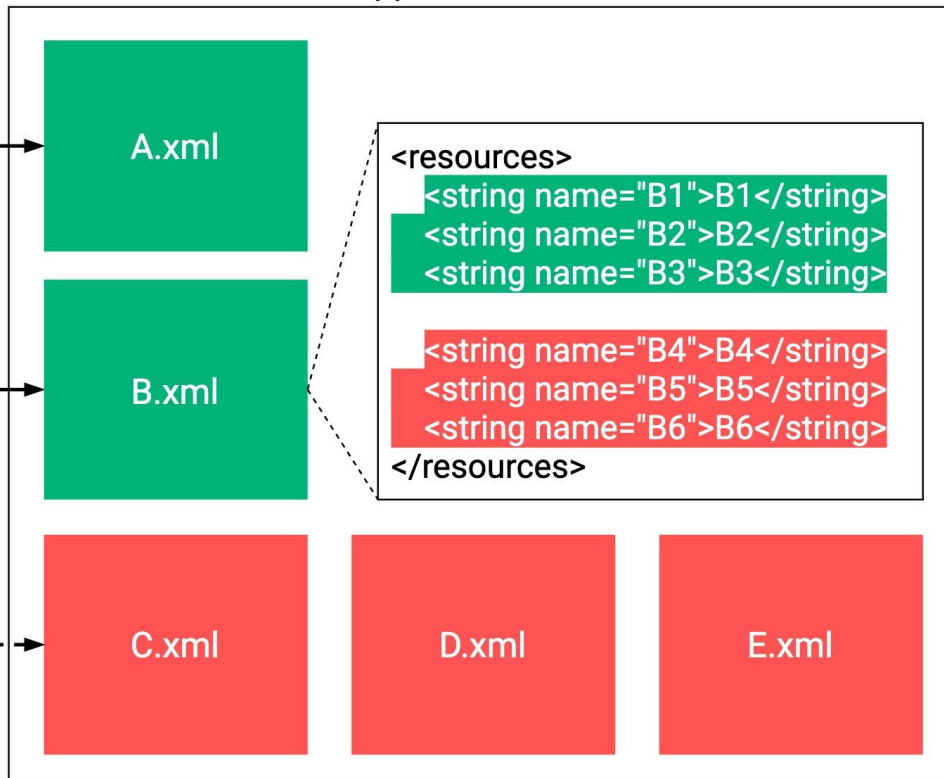 A.xml
<resources>
<string name="B1">B1</string>
<string name="B2">B2</string>
<string name="B3">B3</string>
<string name="B4">B4</string>
<string name="B5">B5</string>
<string name="B6">B6</string>
</resources>
B.xml
C.xml
D.xml
E.xml